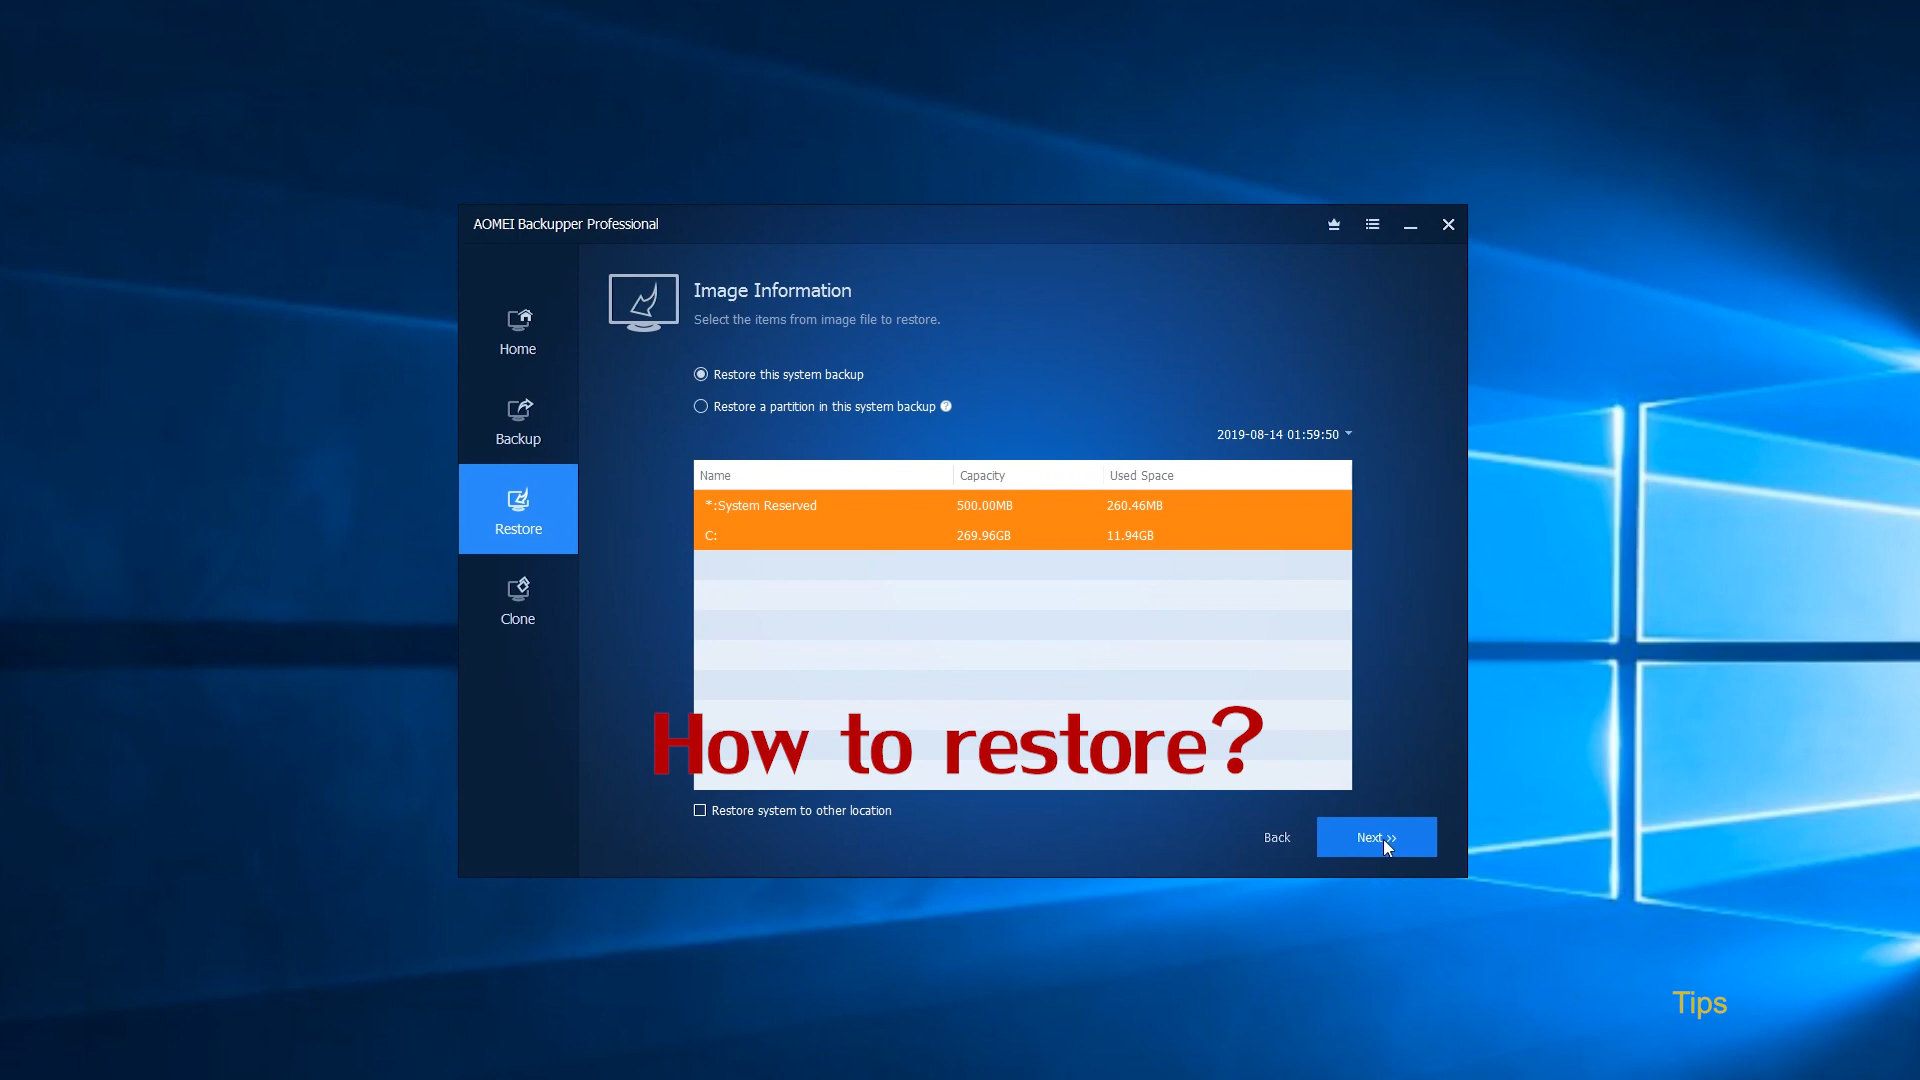 AOMEI Backupper Professional
Home
Backup
Restore
Clone
Image Information
Select the items from image file to restore.
Restore this system backup
Restore a partition in this system backup ?
2019-08-14 01:59:50
Name Capacity Used Space
*:System Reserved 500.00MB 260.46MB
C: 269.96GB 11.94GB
How to restore?
Restore system to other location
Back Next >>
Tips